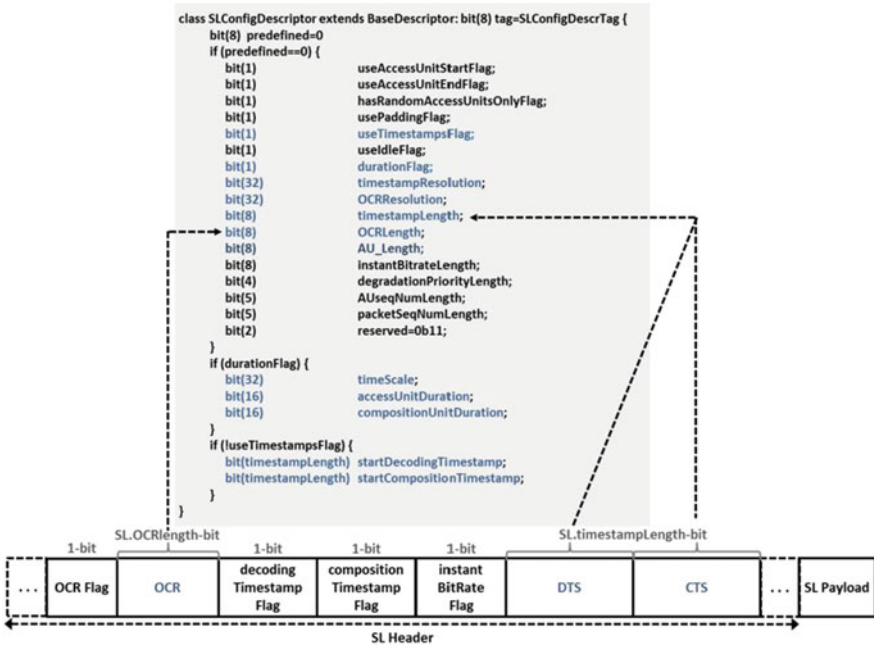 class SLConfigDescriptor extends BaseDescriptor: bit(8) tag=SLConfigDescrTag {
bit(8) predefined=0
if (predefined==0) {
bit(1) useAccessUnitStartFlag;
bit(1) useAccessUnitEndFlag;
bit(1) hasRandomAccessUnitsOnlyFlag;
bit(1) usePaddingFlag;
bit(1) useTimestampsFlag;
bit(1) useIdleFlag;
bit(1) durationFlag;
bit(32) timestampResolution;
bit(32) OCRResolution;
bit(8) timestampLength;
bit(8) OCRLength;
bit(8) AU_Length;
bit(8) instantBitrateLength;
bit(4) degradationPriorityLength;
bit(5) AUseqNumLength;
bit(5) packetSeqNumLength;
bit(2) reserved=0b11;
}
if (durationFlag) {
bit(32) timeScale;
bit(16) accessUnitDuration;
bit(16) compositionUnitDuration;
}
if (!useTimestampsFlag) {
bit(timestampLength) startDecodingTimestamp;
bit(timestampLength) startCompositionTimestamp;
}
}
SL.OCRlength-bit SL.timestampLength-bit
1-bit 1-bit 1-bit 1-bit
... OCR Flag OCR decoding Timestamp Flag composition Timestamp Flag instant BitRate Flag DTS CTS ... SL Payload
SL Header